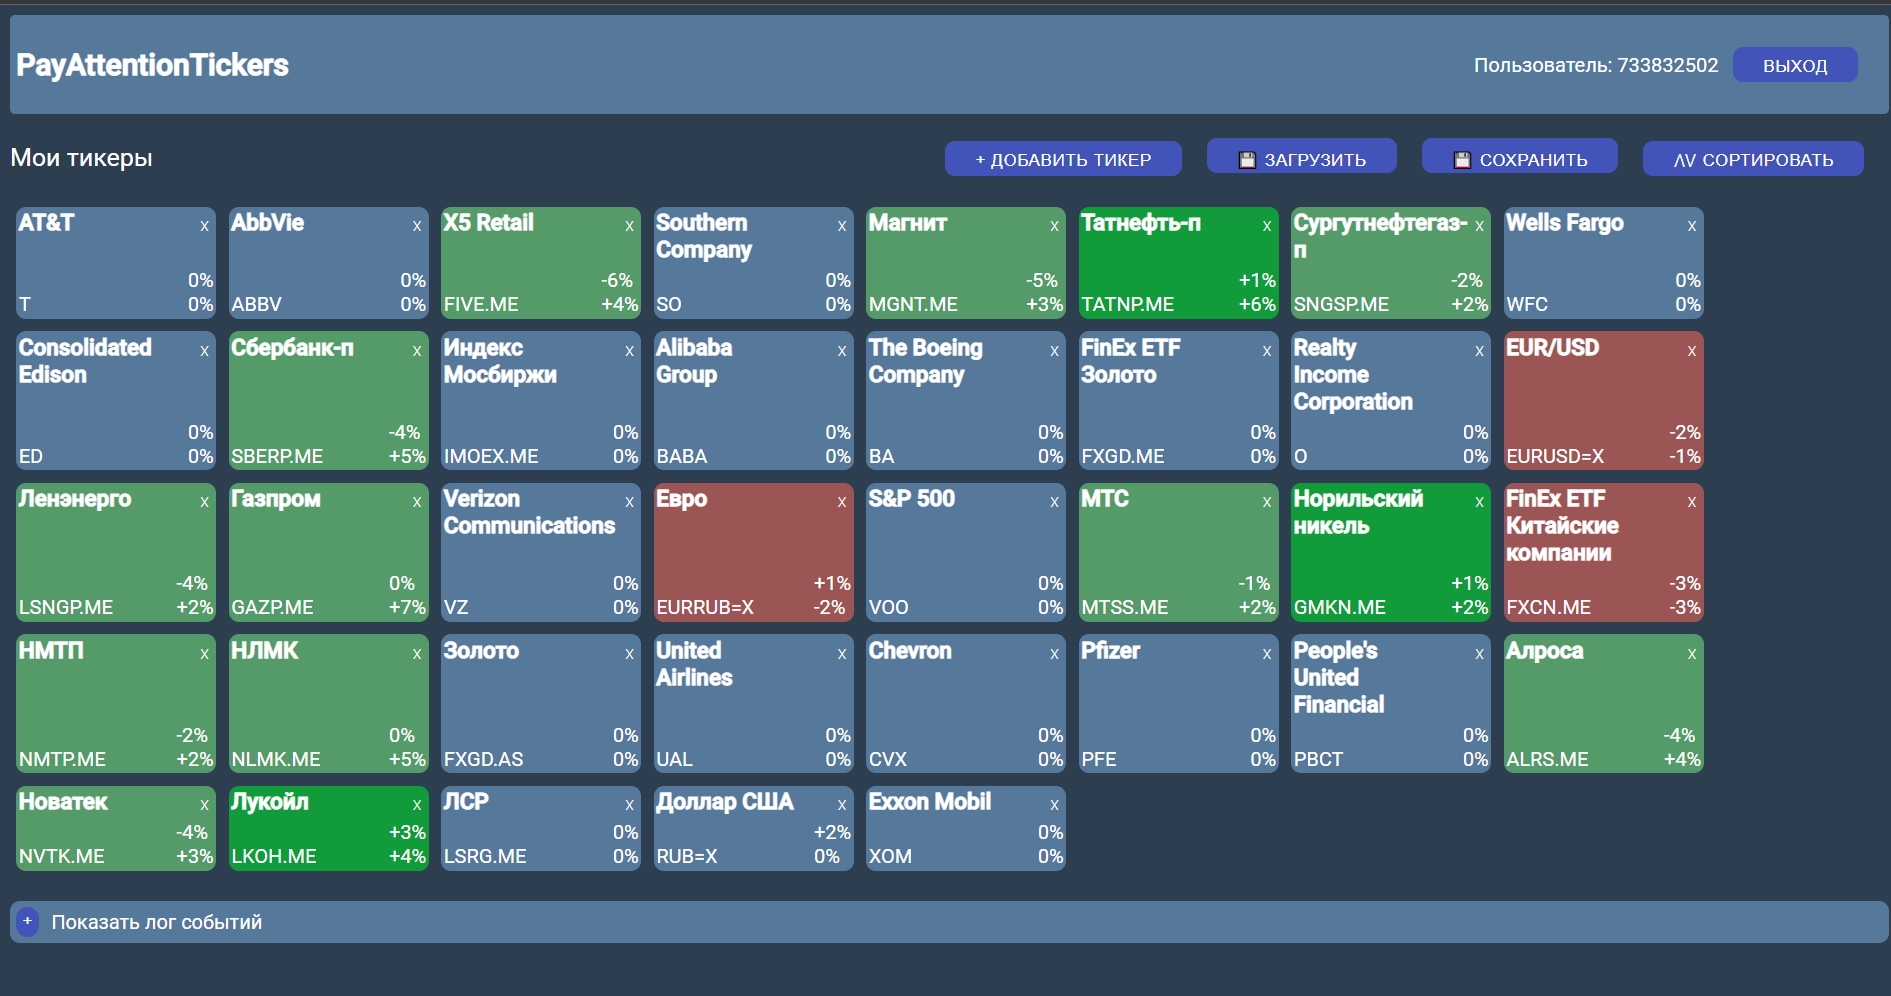 PayAttentionTickers
Пользователь: 733832502 ВЫХОД
Мои тикеры
+ ДОБАВИТЬ ТИКЕР
ЗАГРУЗИТЬ
СОХРАНИТЬ
ΛV СОРТИРОВАТЬ
AT&T x
0%
T 0%
AbbVie x
0%
ABBV 0%
X5 Retail x
-6%
FIVE.ME +4%
Southern x
Company
0%
SO 0%
Магнит x
-5%
MGNT.ME +3%
Татнефть-п x
+1%
TATNP.ME +6%
Сургутнефтегаз- x
п
-2%
SNGSP.ME +2%
Wells Fargo x
0%
WFC 0%
Consolidated x
Edison
0%
ED 0%
Сбербанк-п x
-4%
SBERP.ME +5%
Индекс x
Мосбиржи
0%
IMOEX.ME 0%
Alibaba x
Group
0%
BABA 0%
The Boeing x
Company
0%
BA 0%
FinEx ETF x
Золото
0%
FXGD.ME 0%
Realty x
Income
Corporation
0%
O 0%
EUR/USD x
-2%
EURUSD=X -1%
Ленэнерго x
-4%
LSNGP.ME +2%
Газпром x
0%
GAZP.ME +7%
Verizon x
Communications
0%
VZ 0%
Евро x
+1%
EURRUB=X -2%
S&P 500 x
0%
VOO 0%
МТС x
-1%
MTSS.ME +2%
Норильский x
никель
+1%
GMKN.ME +2%
FinEx ETF x
Китайские
компании
-3%
FXCN.ME -3%
НМТП x
-2%
NMTP.ME +2%
НЛМК x
0%
NLMK.ME +5%
Золото x
0%
FXGD.AS 0%
United x
Airlines
0%
UAL 0%
Chevron x
0%
CVX 0%
Pfizer x
0%
PFE 0%
People's x
United
Financial
0%
PBCT 0%
Алроса x
-4%
ALRS.ME +4%
Новатек x
-4%
NVTK.ME +3%
Лукойл x
+3%
LKOH.ME +4%
ЛСР x
0%
LSRG.ME 0%
Доллар США x
+2%
RUB=X 0%
Exxon Mobil x
0%
XOM 0%
+ Показать лог событий